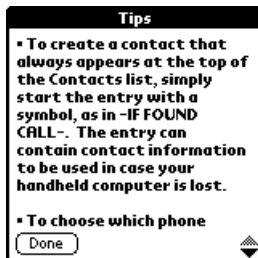 Tips
▪ To create a contact that
always appears at the top of
the Contacts list, simply
start the entry with a
symbol, as in -IF FOUND
CALL-. The entry can
contain contact information
to be used in case your
handheld computer is lost.
▪ To choose which phone
Done